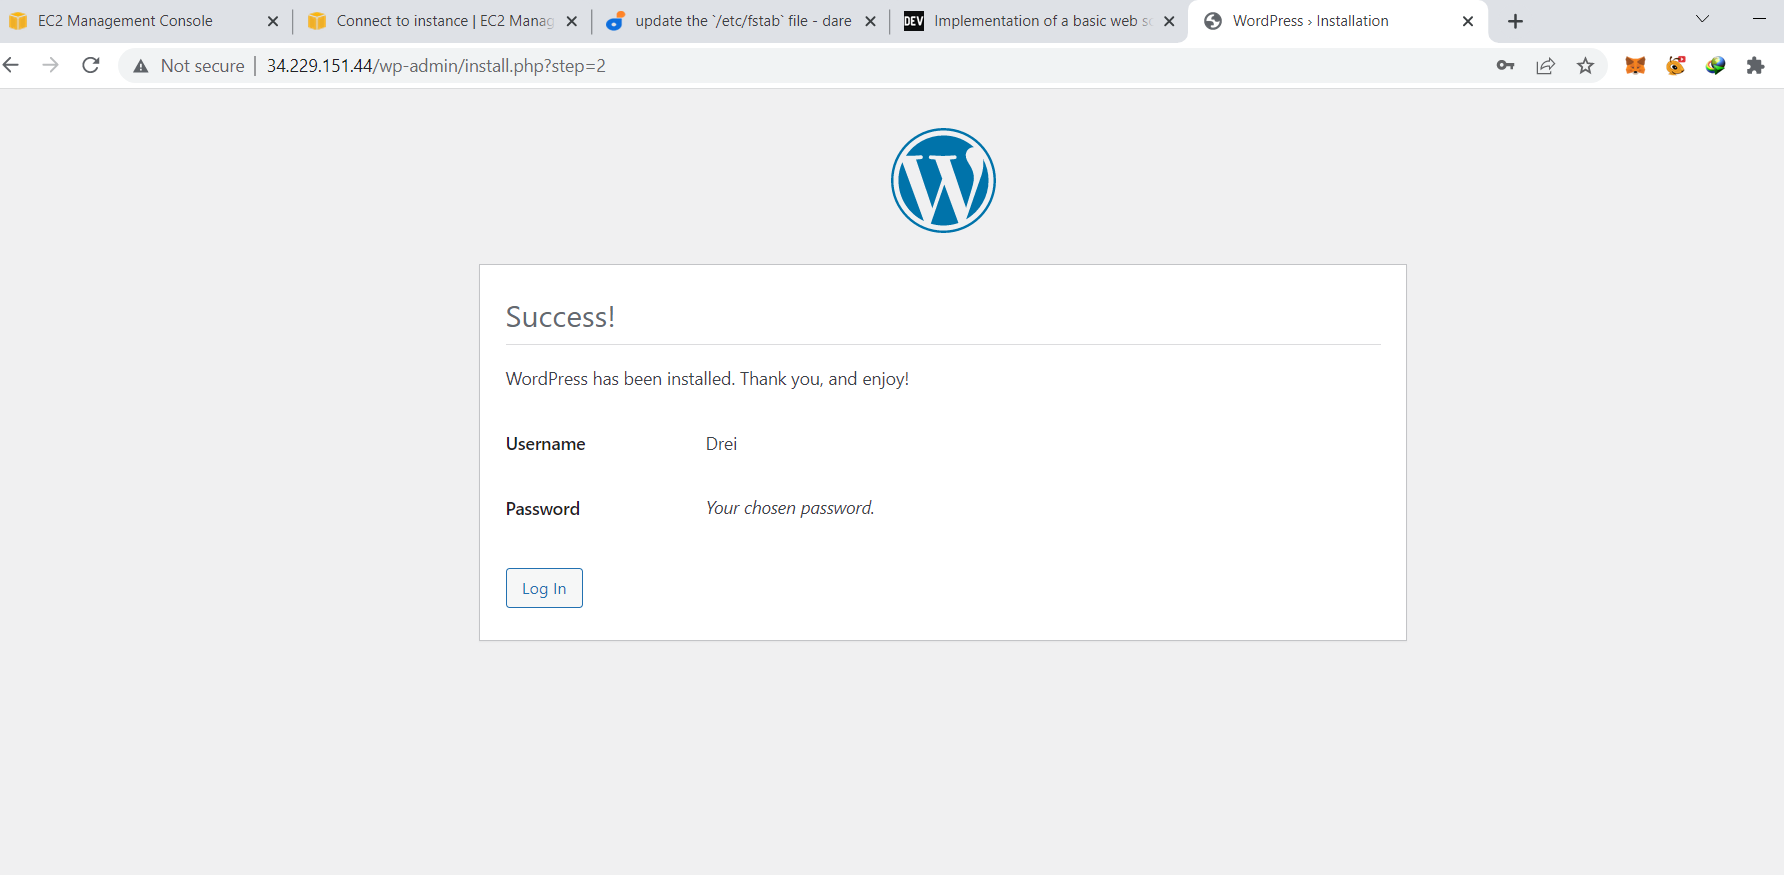 EC2 Management Console
Connect to instance | EC2 Manag
update the `/etc/fstab` file - dare
DEV
Implementation of a basic web se
WordPress › Installation
Not secure
34.229.151.44/wp-admin/install.php?step=2
Success!
WordPress has been installed. Thank you, and enjoy!
Username Drei
Password Your chosen password.
Log In